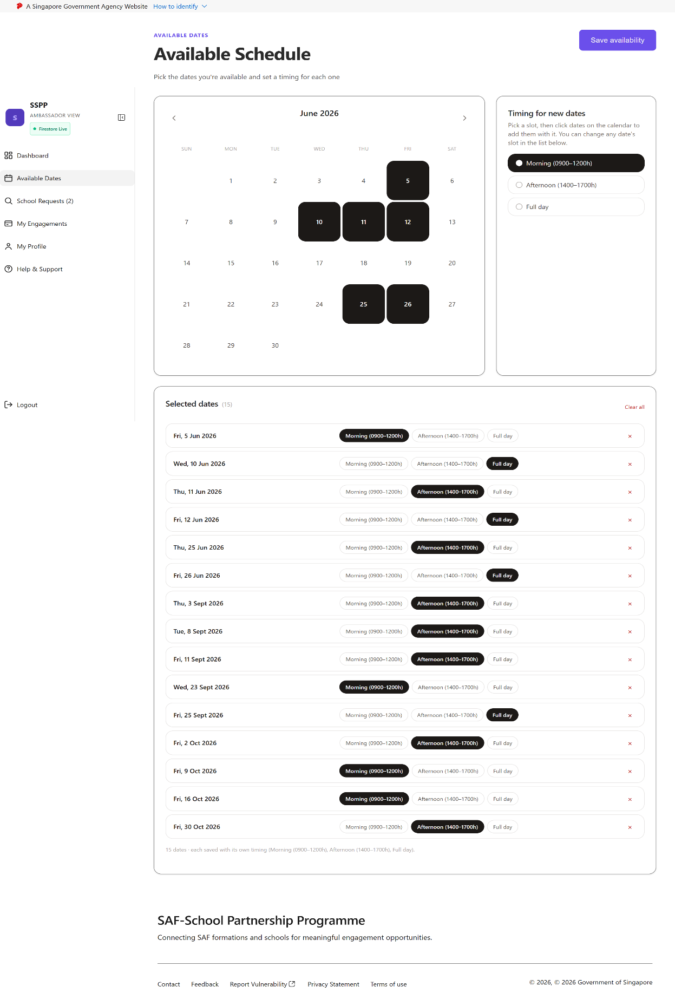 A Singapore Government Agency Website How to identify
AVAILABLE DATES
Available Schedule
Pick the dates you're available and set a timing for each one
Save availability
SSPP
S
AMBASSADOR VIEW
Firestore Live
Dashboard
Available Dates
School Requests (2)
My Engagements
My Profile
Help & Support
Logout
June 2026
SUN MON TUE WED THU FRI SAT
1 2 3 4 5 6
7 8 9 10 11 12 13
14 15 16 17 18 19 20
21 22 23 24 25 26 27
28 29 30
Timing for new dates
Pick a slot, then click dates on the calendar to
add them with it. You can change any date's
slot in the list below.
Morning (0900–1200h)
Afternoon (1400–1700h)
Full day
Selected dates (15)
Clear all
Fri, 5 Jun 2026 Morning (0900–1200h) Afternoon (1400–1700h) Full day ×
Wed, 10 Jun 2026 Morning (0900–1200h) Afternoon (1400–1700h) Full day ×
Thu, 11 Jun 2026 Morning (0900–1200h) Afternoon (1400–1700h) Full day ×
Fri, 12 Jun 2026 Morning (0900–1200h) Afternoon (1400–1700h) Full day ×
Thu, 25 Jun 2026 Morning (0900–1200h) Afternoon (1400–1700h) Full day ×
Fri, 26 Jun 2026 Morning (0900–1200h) Afternoon (1400–1700h) Full day ×
Thu, 3 Sept 2026 Morning (0900–1200h) Afternoon (1400–1700h) Full day ×
Tue, 8 Sept 2026 Morning (0900–1200h) Afternoon (1400–1700h) Full day ×
Fri, 11 Sept 2026 Morning (0900–1200h) Afternoon (1400–1700h) Full day ×
Wed, 23 Sept 2026 Morning (0900–1200h) Afternoon (1400–1700h) Full day ×
Fri, 25 Sept 2026 Morning (0900–1200h) Afternoon (1400–1700h) Full day ×
Fri, 2 Oct 2026 Morning (0900–1200h) Afternoon (1400–1700h) Full day ×
Fri, 9 Oct 2026 Morning (0900–1200h) Afternoon (1400–1700h) Full day ×
Fri, 16 Oct 2026 Morning (0900–1200h) Afternoon (1400–1700h) Full day ×
Fri, 30 Oct 2026 Morning (0900–1200h) Afternoon (1400–1700h) Full day ×
15 dates · each saved with its own timing (Morning (0900–1200h), Afternoon (1400–1700h), Full day).
SAF-School Partnership Programme
Connecting SAF formations and schools for meaningful engagement opportunities.
Contact Feedback Report Vulnerability Privacy Statement Terms of use
© 2026, © 2026 Government of Singapore